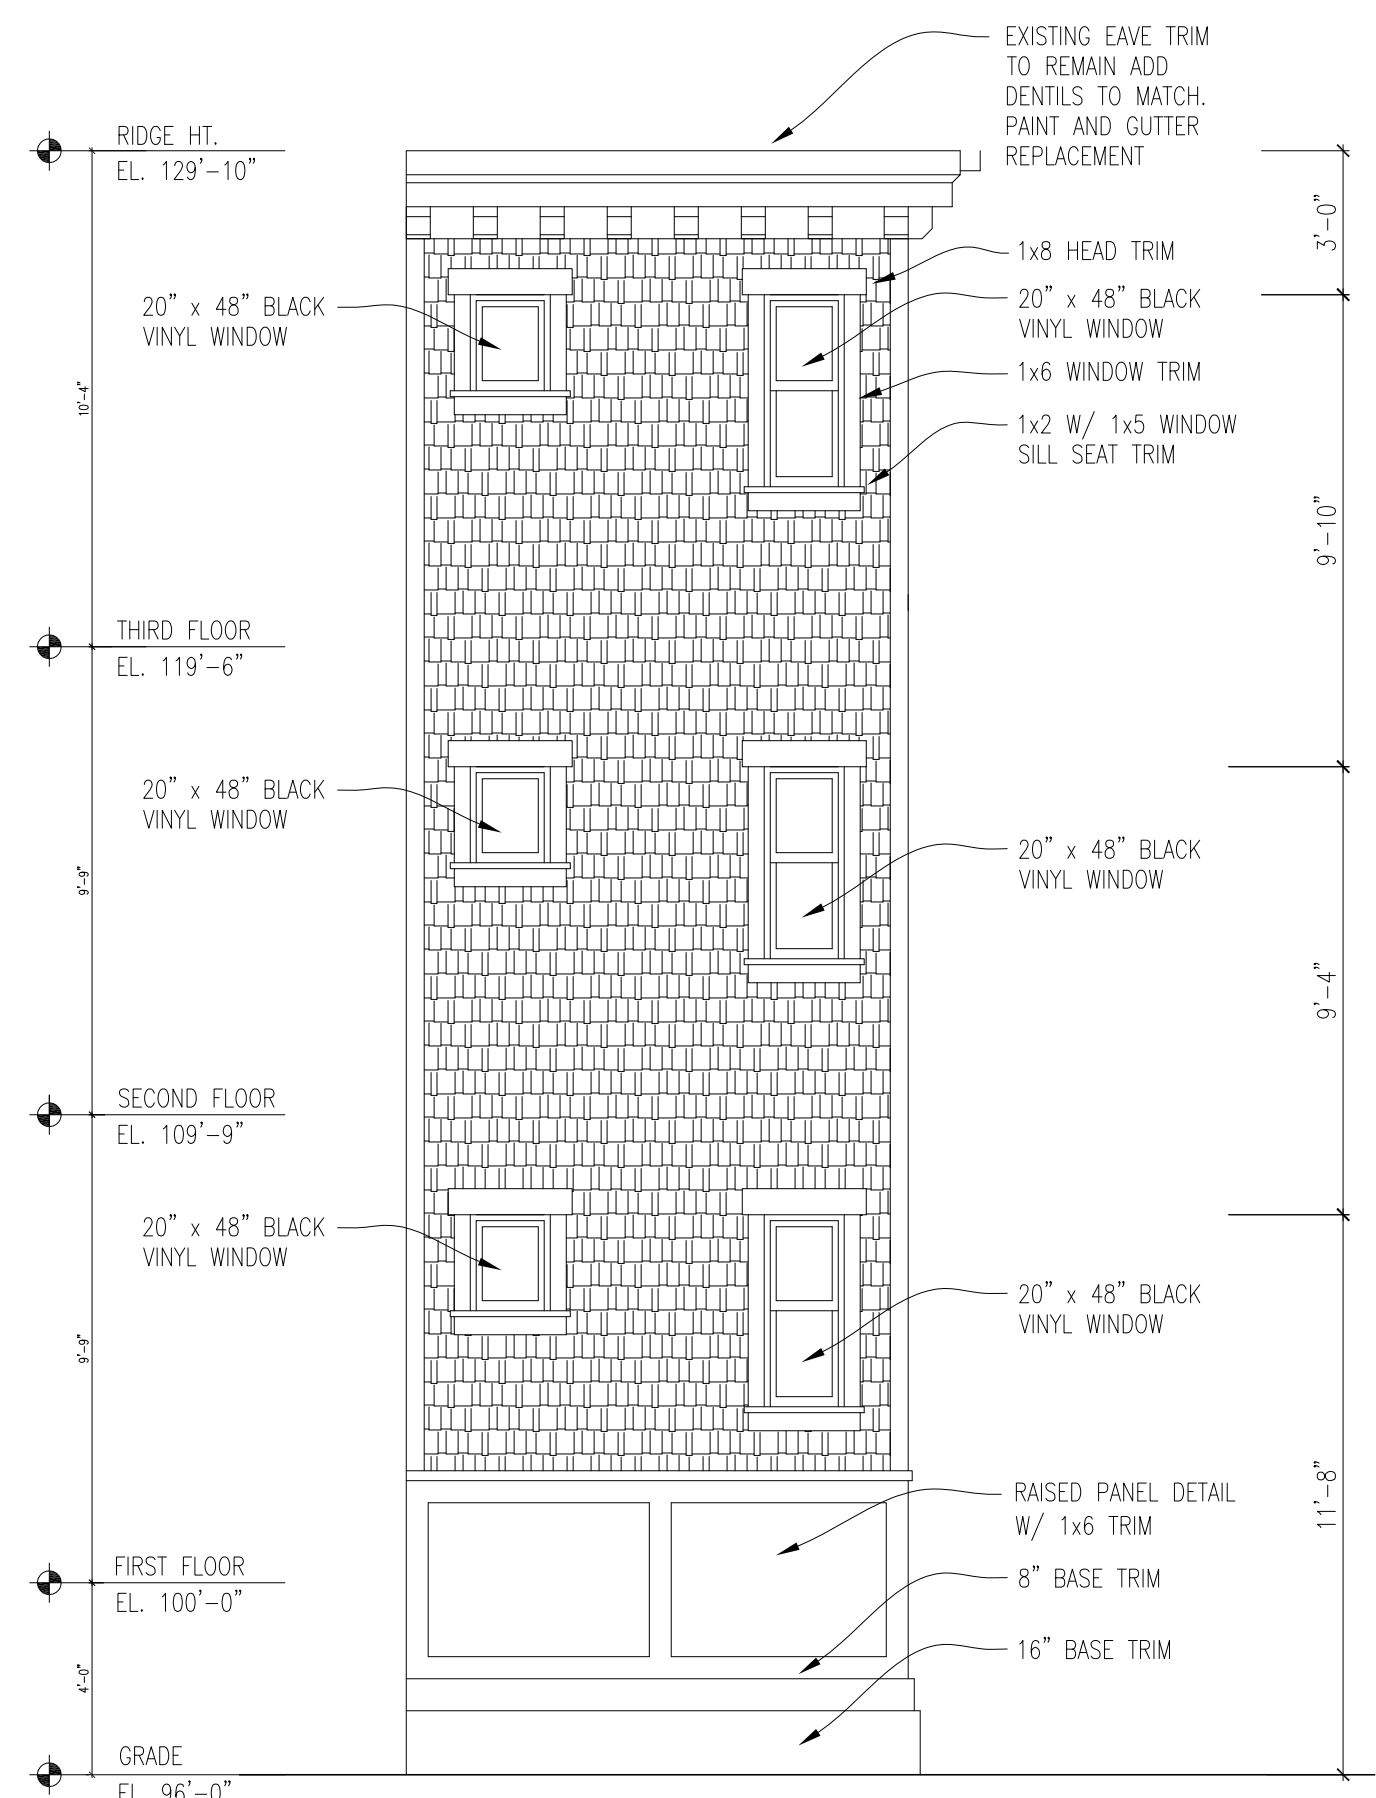 EXISTING EAVE TRIM
TO REMAIN ADD
DENTILS TO MATCH.
PAINT AND GUTTER
REPLACEMENT
RIDGE HT.
EL. 129'-10"
3'-0"
1x8 HEAD TRIM
20" x 48" BLACK
VINYL WINDOW
20" x 48" BLACK
VINYL WINDOW
1x6 WINDOW TRIM
10'-4"
1x2 W/ 1x5 WINDOW
SILL SEAT TRIM
9'-10"
THIRD FLOOR
EL. 119'-6"
20" x 48" BLACK
VINYL WINDOW
20" x 48" BLACK
VINYL WINDOW
9'-9"
9'-4"
SECOND FLOOR
EL. 109'-9"
20" x 48" BLACK
VINYL WINDOW
20" x 48" BLACK
VINYL WINDOW
9'-9"
RAISED PANEL DETAIL
W/ 1x6 TRIM
11'-8"
FIRST FLOOR
EL. 100'-0"
8" BASE TRIM
16" BASE TRIM
4'-0"
GRADE
EL. 96'-0"